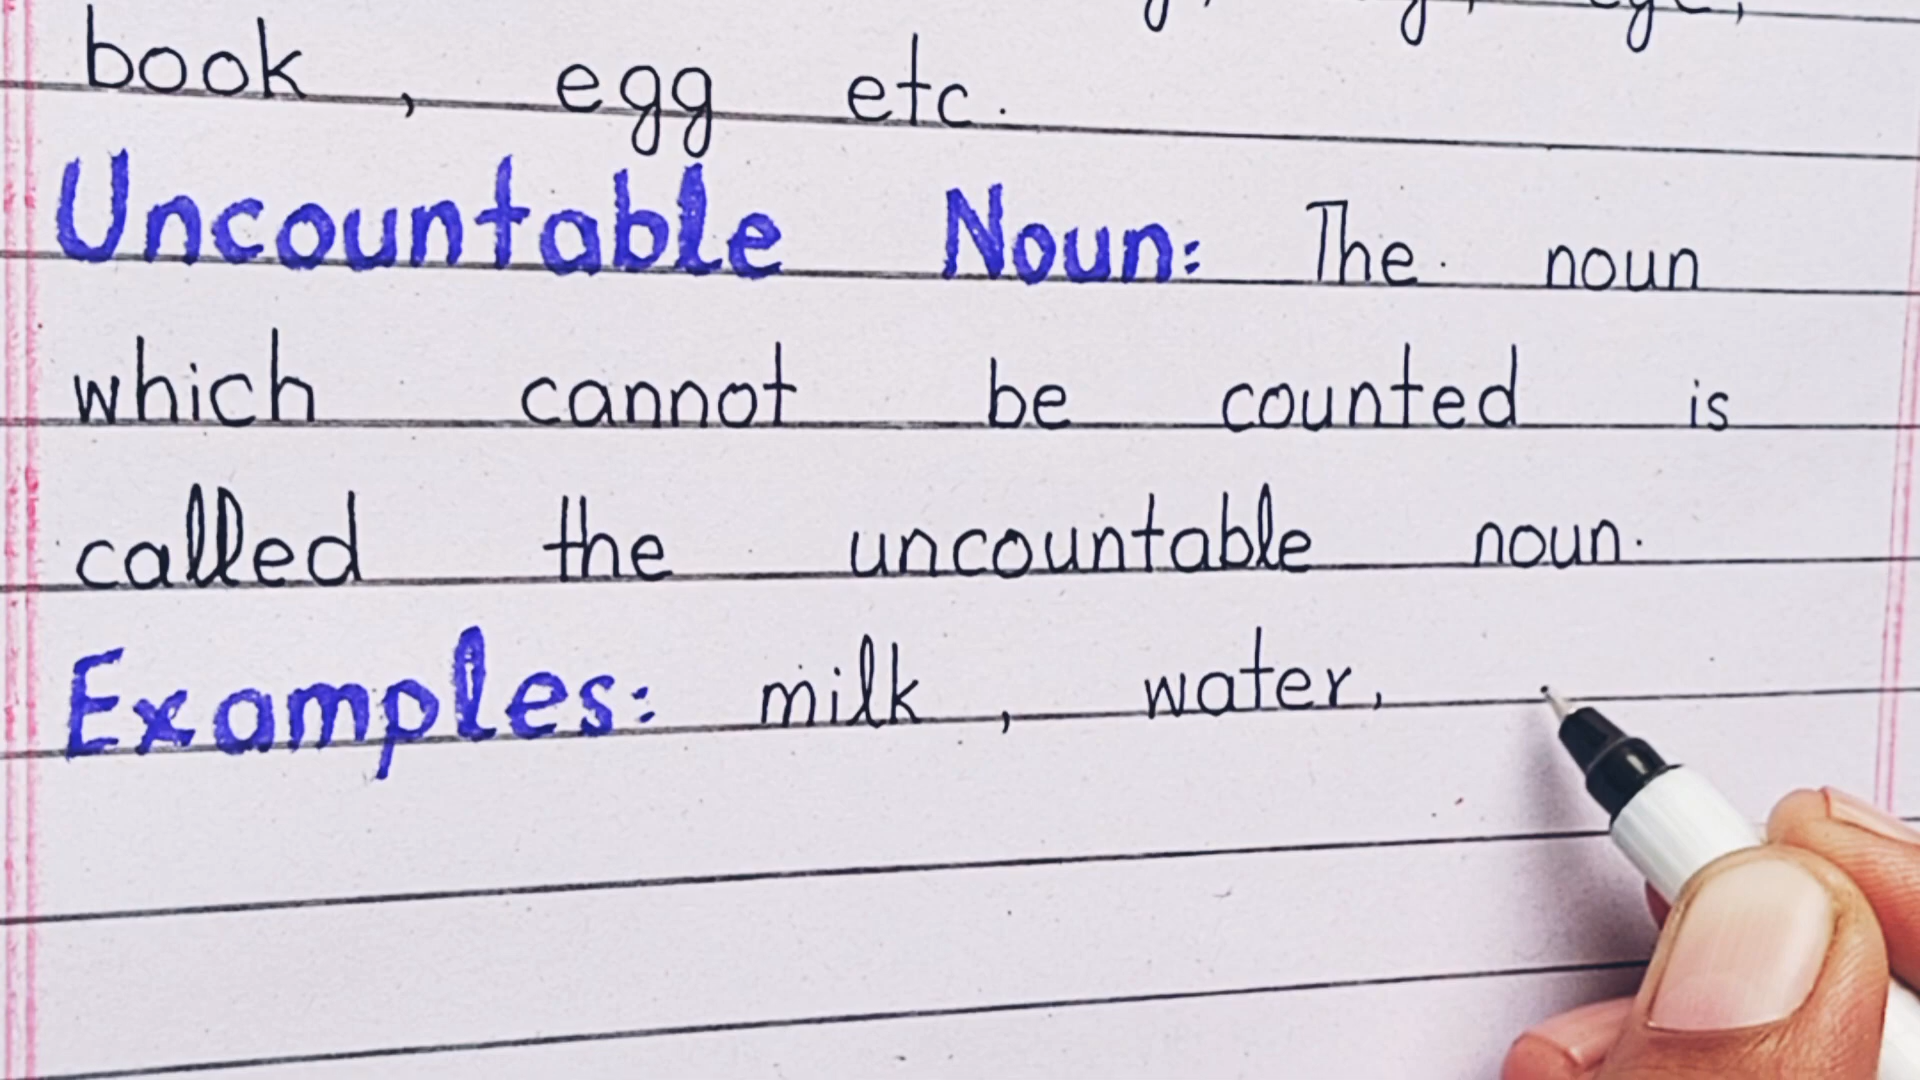 book, egg etc.
Uncountable Noun: The noun
which cannot be counted is
called the uncountable noun.
Examples: milk, water,